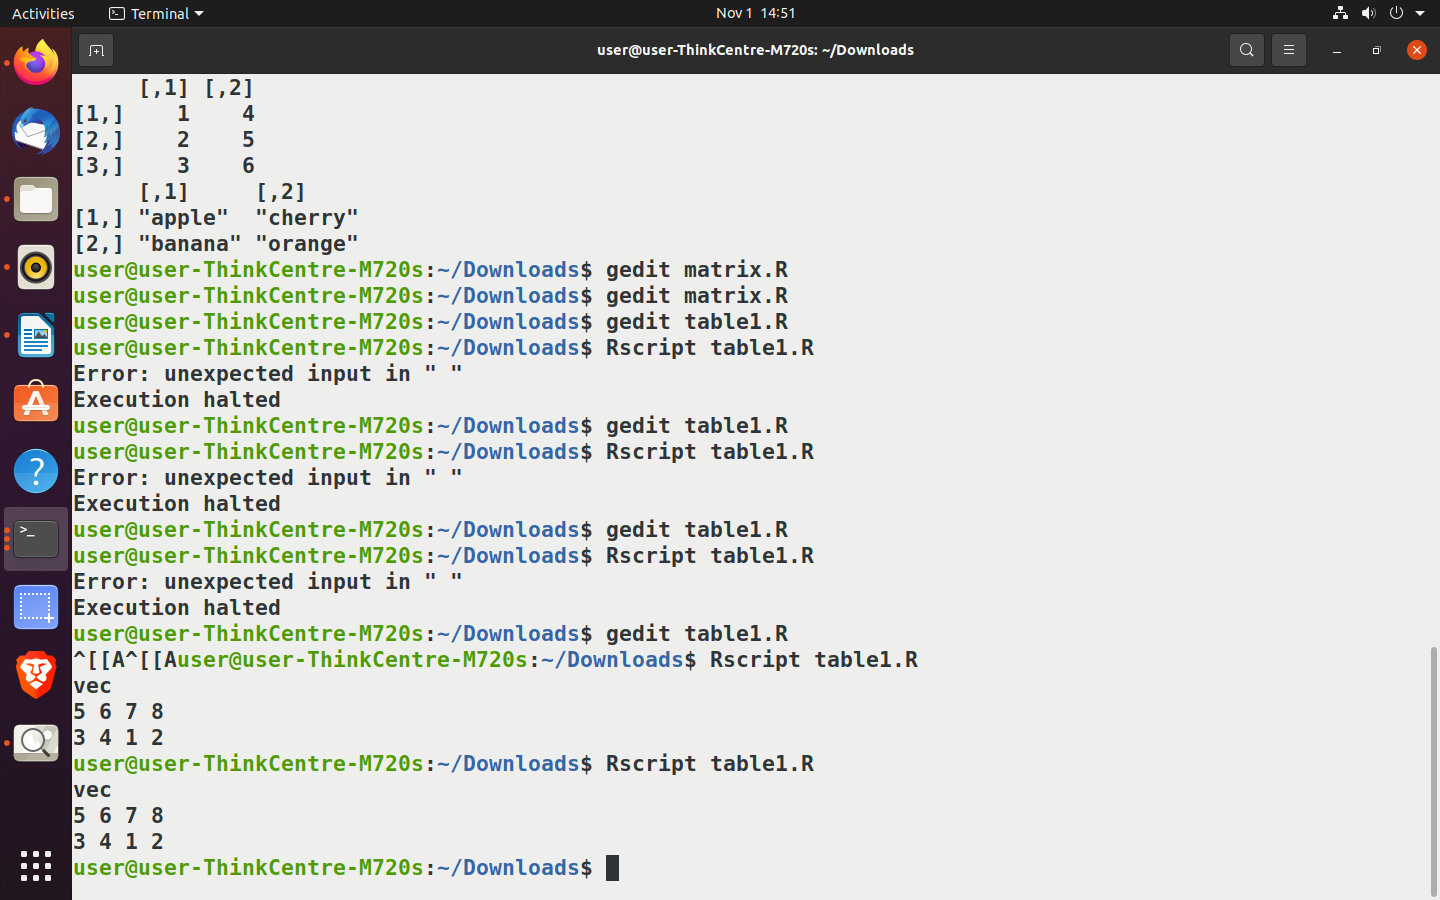 Activities
Terminal
Nov 1 14:51
user@user-ThinkCentre-M720s: ~/Downloads
     [,1] [,2]
[1,]    1    4
[2,]    2    5
[3,]    3    6
     [,1]     [,2]
[1,] "apple"  "cherry"
[2,] "banana" "orange"
user@user-ThinkCentre-M720s:~/Downloads$ gedit matrix.R
user@user-ThinkCentre-M720s:~/Downloads$ gedit matrix.R
user@user-ThinkCentre-M720s:~/Downloads$ gedit table1.R
user@user-ThinkCentre-M720s:~/Downloads$ Rscript table1.R
Error: unexpected input in " "
Execution halted
user@user-ThinkCentre-M720s:~/Downloads$ gedit table1.R
user@user-ThinkCentre-M720s:~/Downloads$ Rscript table1.R
Error: unexpected input in " "
Execution halted
user@user-ThinkCentre-M720s:~/Downloads$ gedit table1.R
user@user-ThinkCentre-M720s:~/Downloads$ Rscript table1.R
Error: unexpected input in " "
Execution halted
user@user-ThinkCentre-M720s:~/Downloads$ gedit table1.R
^[[A^[[Auser@user-ThinkCentre-M720s:~/Downloads$ Rscript table1.R
vec
5 6 7 8
3 4 1 2
user@user-ThinkCentre-M720s:~/Downloads$ Rscript table1.R
vec
5 6 7 8
3 4 1 2
user@user-ThinkCentre-M720s:~/Downloads$